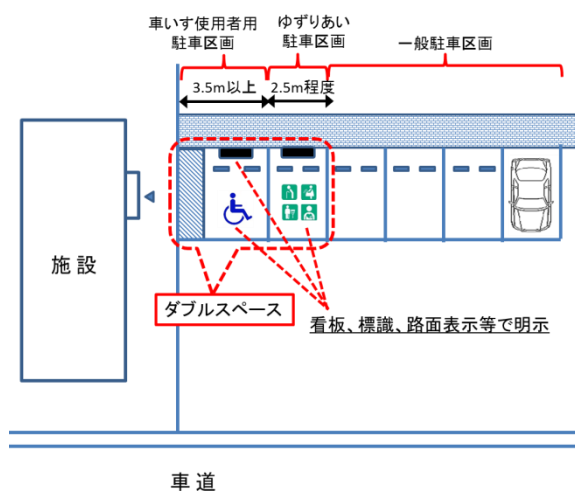 車いす使用者用
駐車区画
ゆずりあい
駐車区画
一般駐車区画
3.5m以上
2.5m程度
施設
ダブルスペース
看板、標識、路面表示等で明示
車道